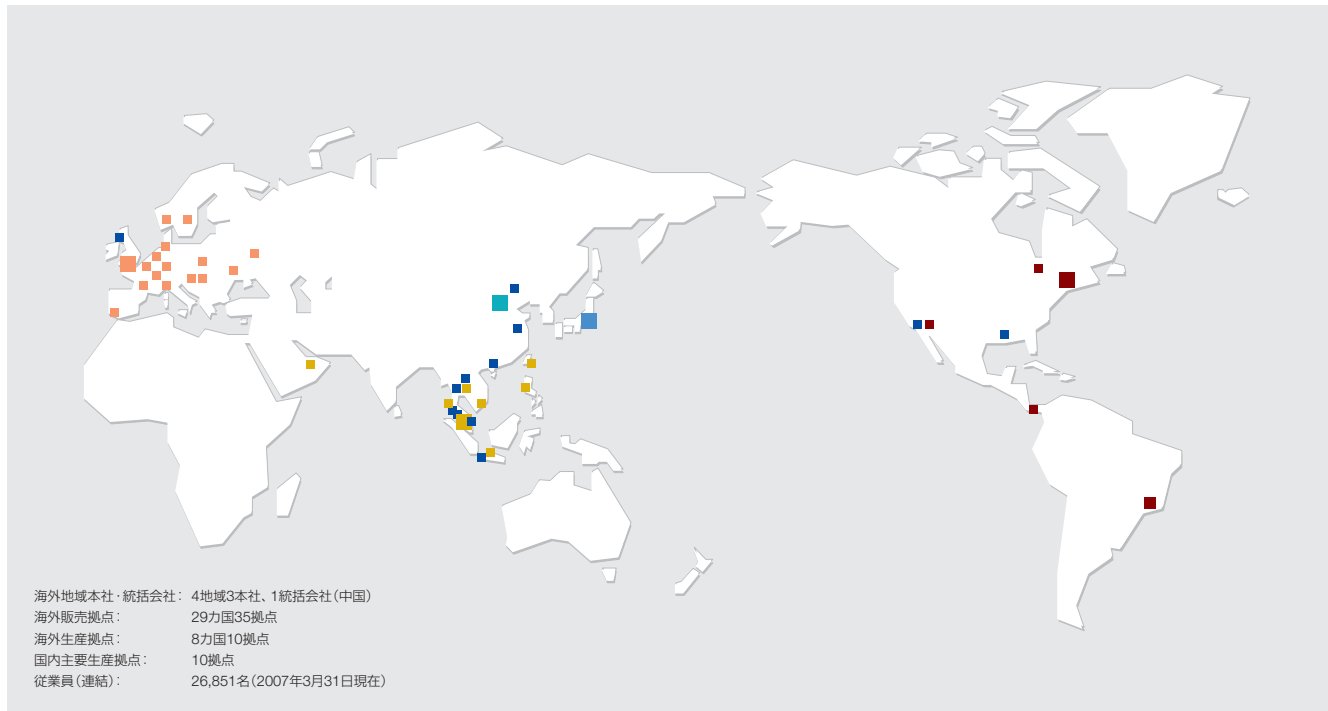 海外地域本社・統括会社： 4地域3本社、1統括会社（中国）
海外販売拠点： 29カ国35拠点
海外生産拠点： 8カ国10拠点
国内主要生産拠点： 10拠点
従業員（連結）： 26,851名（2007年3月31日現在）